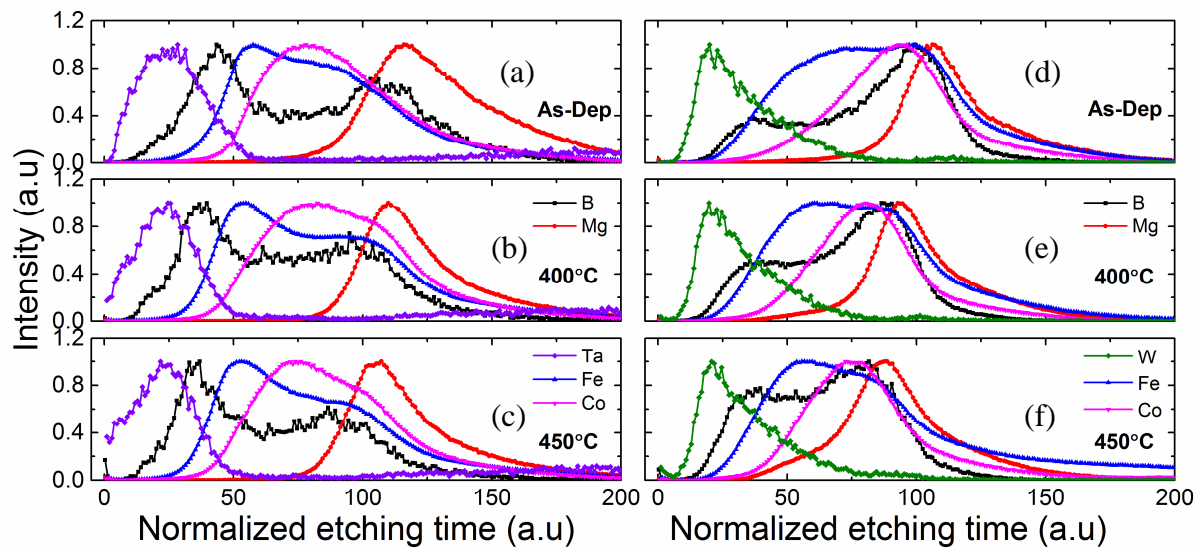 Intensity (a.u)
1.2
0.8
0.4
0.0
(a)
As-Dep
1.2
0.8
0.4
0.0
B
Mg
(b)
400°C
1.2
0.8
0.4
0.0
Ta
Fe
Co
(c)
450°C
0 50 100 150 200
Normalized etching time (a.u)
(d)
As-Dep
B
Mg
(e)
400°C
W
Fe
Co
(f)
450°C
0 50 100 150 200
Normalized etching time (a.u)